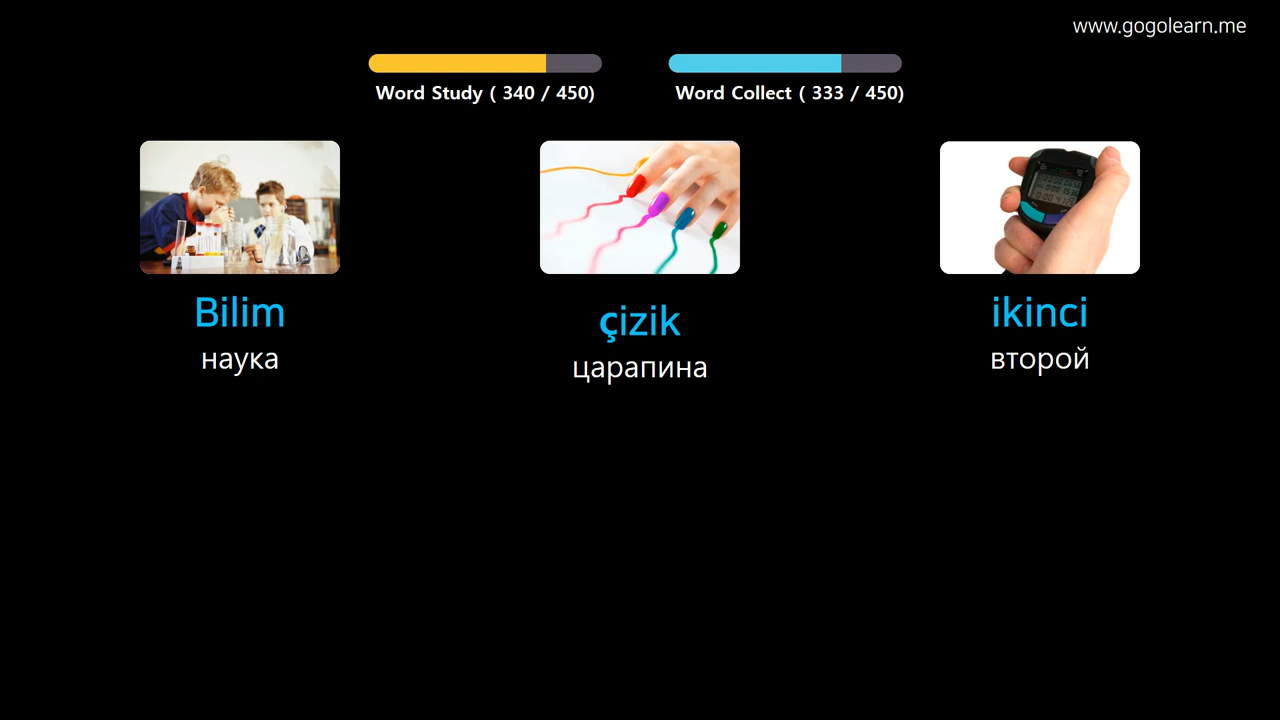 www.gogolearn.me
Word Study ( 340 / 450)
Word Collect ( 333 / 450)
Bilim
наука
çizik
царапина
ikinci
второй